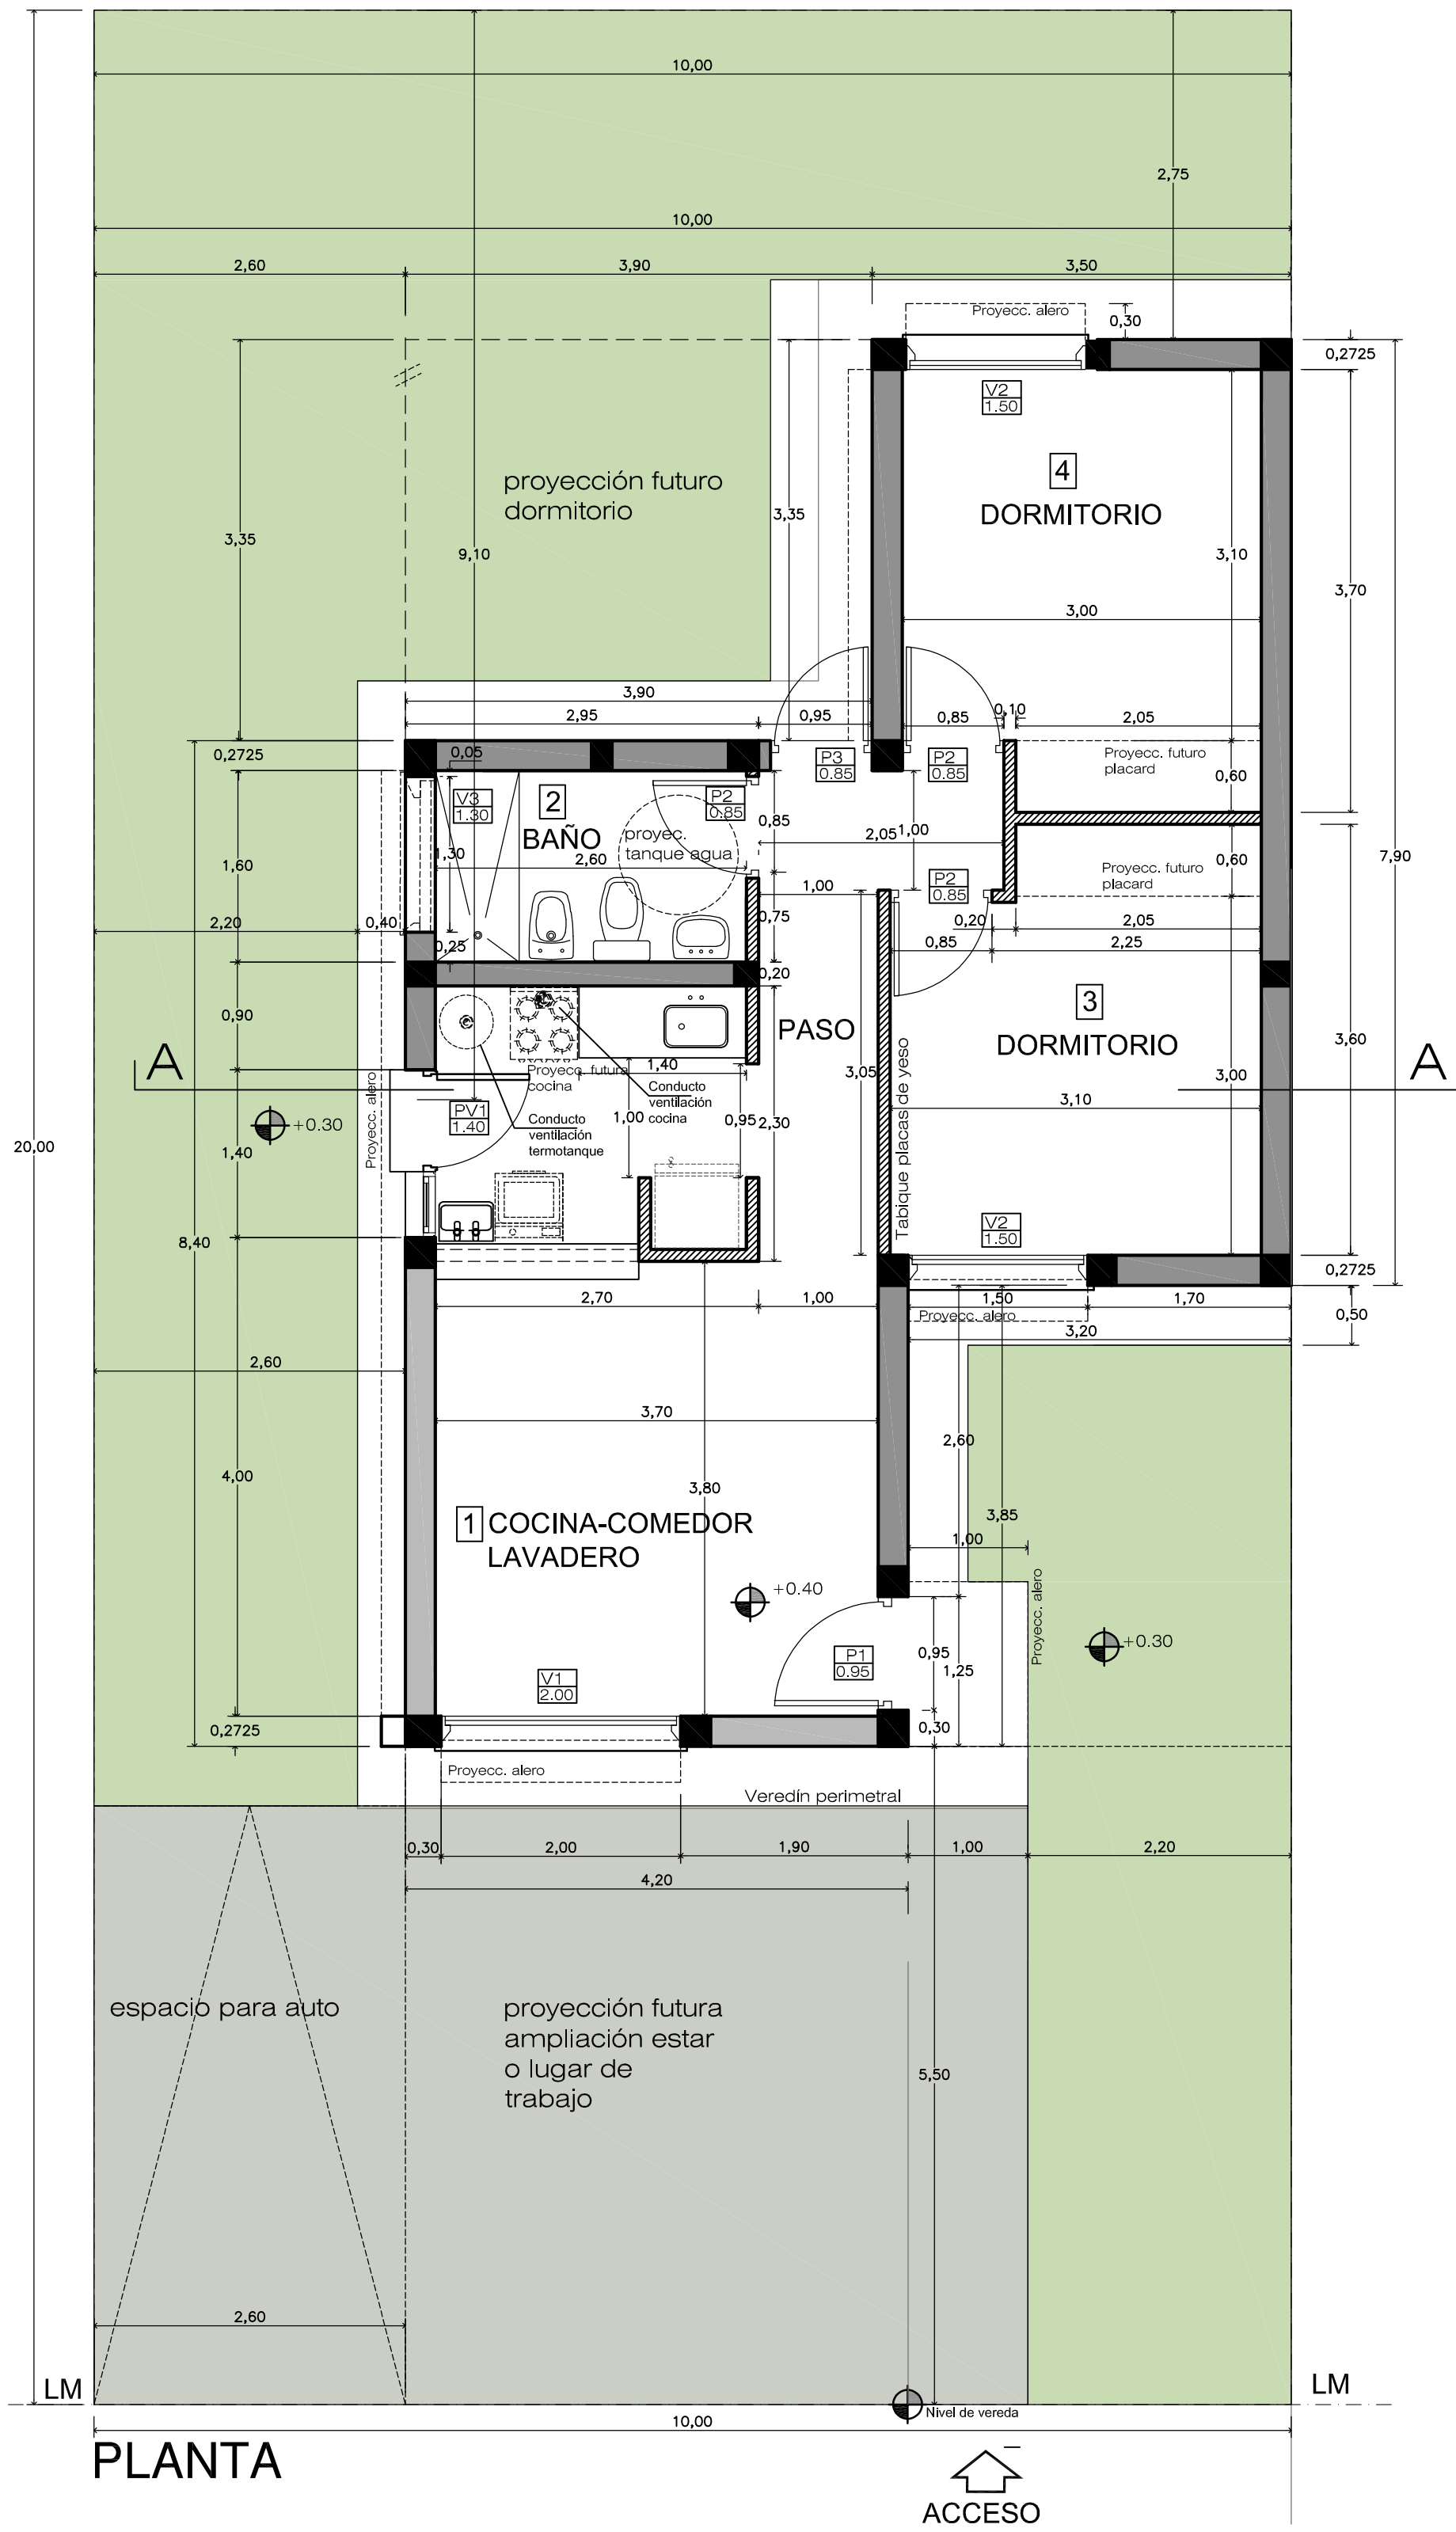 10,00
2,75
10,00
2,60
3,90
3,50
Proyecc. alero
0,30
0,2725
V2
1.50
4
DORMITORIO
proyección futuro
dormitorio
3,35
3,35
9,10
3,10
3,70
3,00
3,90
2,95
0,95
0,85
0,10
2,05
0,2725
0,05
P3
0.85
P2
0.85
Proyecc. futuro
placard
0,60
V3
1.30
2
BAÑO
P2
0.85
proyec.
tanque agua
0,85
2,05
1,00
7,90
1,60
1,30
2,60
Proyecc. futuro
placard
0,60
P2
0.85
1,00
2,20
0,40
0,75
0,20
2,05
0,85
2,25
0,25
0,20
0,90
3
DORMITORIO
PASO
3,60
A
A
Proyecc. futura
cocina
1,40
3,05
3,00
Conducto
ventilación
cocina
Tabique placas de yeso
3,10
Proyecc. alero
PV1
1.40
+0.30
1,00
0,95
2,30
Conducto
ventilación
termotanque
20,00
1,40
8,40
V2
1.50
0,2725
2,70
1,00
1,50
1,70
Proyecc. alero
0,50
3,20
2,60
3,70
2,60
4,00
3,80
3,85
1 COCINA-COMEDOR
LAVADERO
1,00
+0.40
Proyecc. alero
+0.30
P1
0.95
0,95
1,25
V1
2.00
0,2725
0,30
Proyecc. alero
Veredín perimetral
0,30
2,00
1,90
1,00
2,20
4,20
espacio para auto
proyección futura
ampliación estar
o lugar de
trabajo
5,50
2,60
LM
LM
Nivel de vereda
10,00
PLANTA
ACCESO